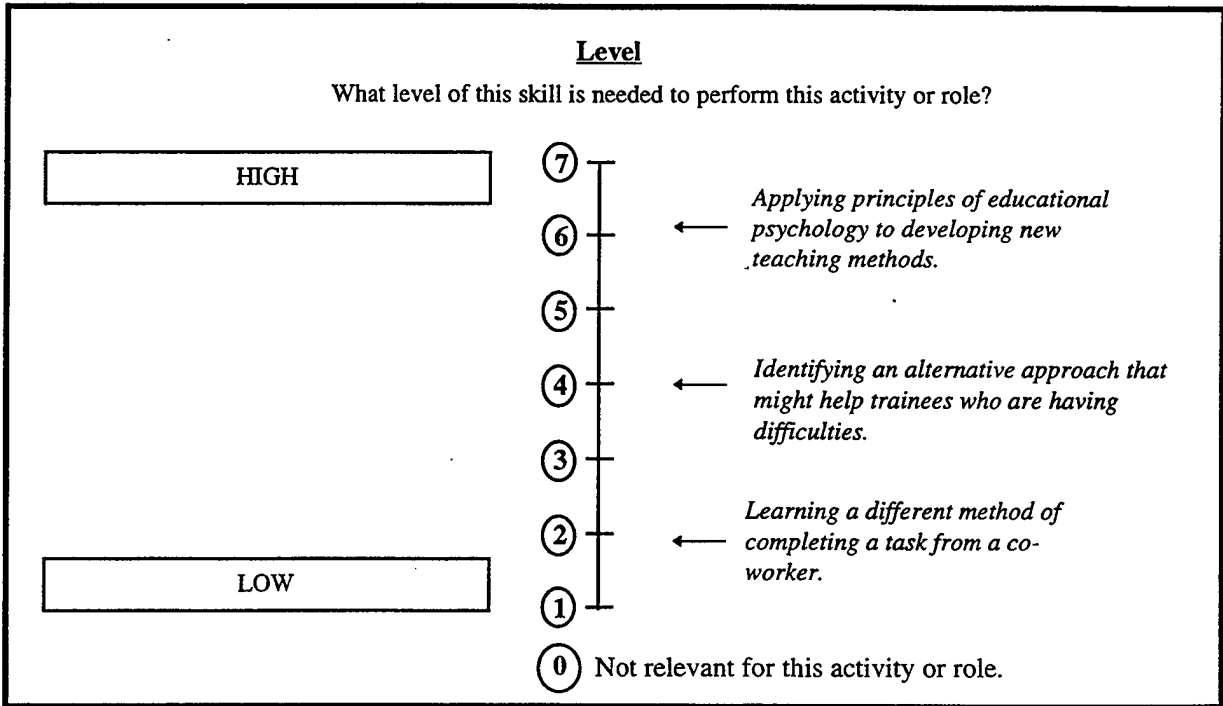 Level
What level of this skill is needed to perform this activity or role?
HIGH
7
Applying principles of educational
6
psychology to developing new
teaching methods.
5
Identifying an alternative approach that
4
might help trainees who are having
difficulties.
3
Learning a different method of
2
completing a task from a co-
worker.
LOW
1
0 Not relevant for this activity or role.